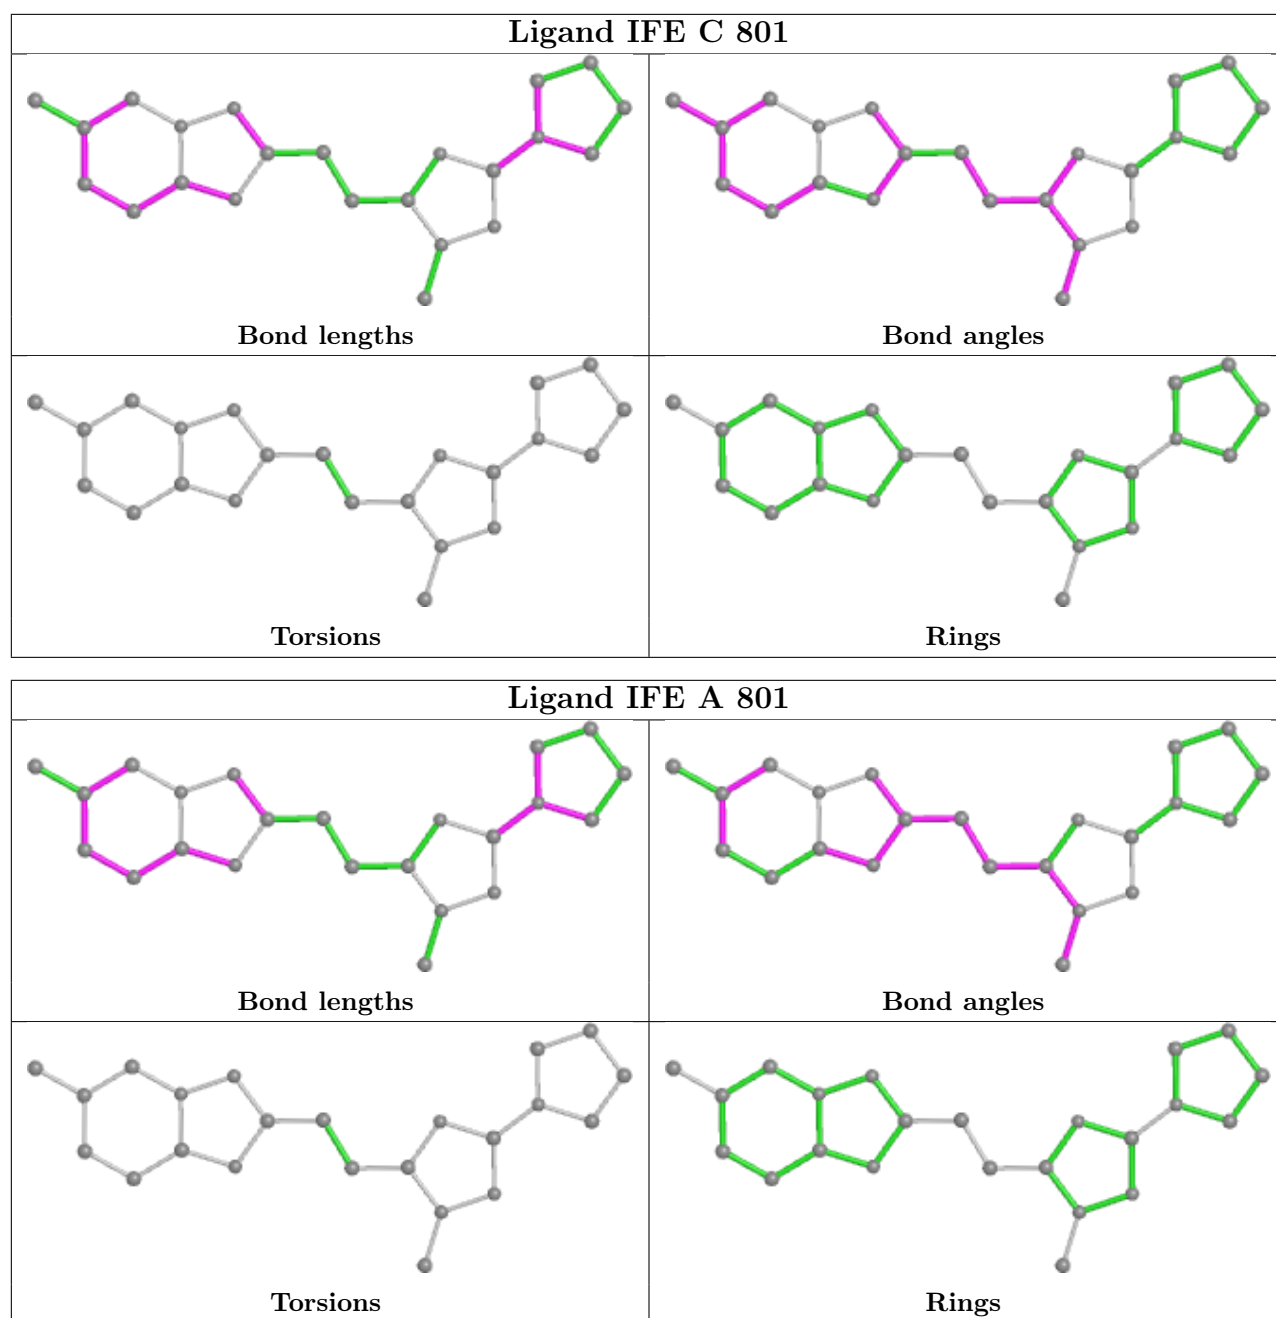 Ligand IFE C 801
Bond lengths
Bond angles
Torsions
Rings
Ligand IFE A 801
Bond lengths
Bond angles
Torsions
Rings